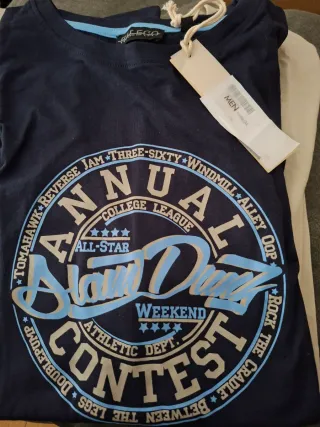 MEN
TOMAHAWK ★ REVERSE JAM ★ THREE-SIXTY ★ WINDMILL ★ ALLEY OOP
★ ROCK THE CRADLE ★ BETWEEN THE LEGS ★ DOUBLEPUMP ★
ANNUAL
COLLEGE LEAGUE
★★★★
ALL-STAR
Slam Dunk
WEEKEND
★★★★
ATHLETIC DEPT.
CONTEST